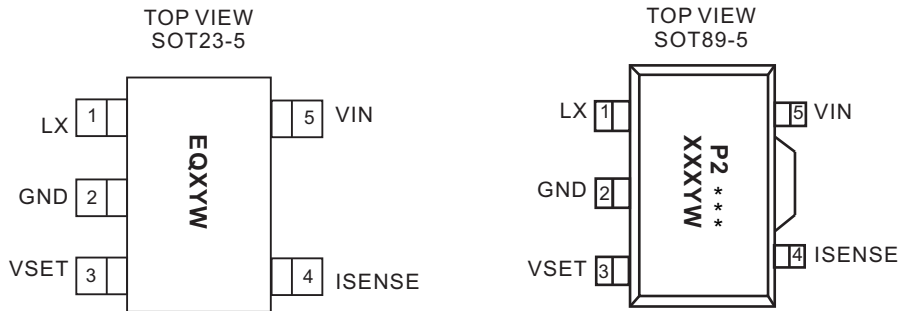 TOP VIEW
SOT23-5
LX 1
5 VIN
EQXYW
GND 2
VSET 3
4 ISENSE
TOP VIEW
SOT89-5
LX 1
5 VIN
P2 ***
XXXYW
GND 2
VSET 3
4 ISENSE